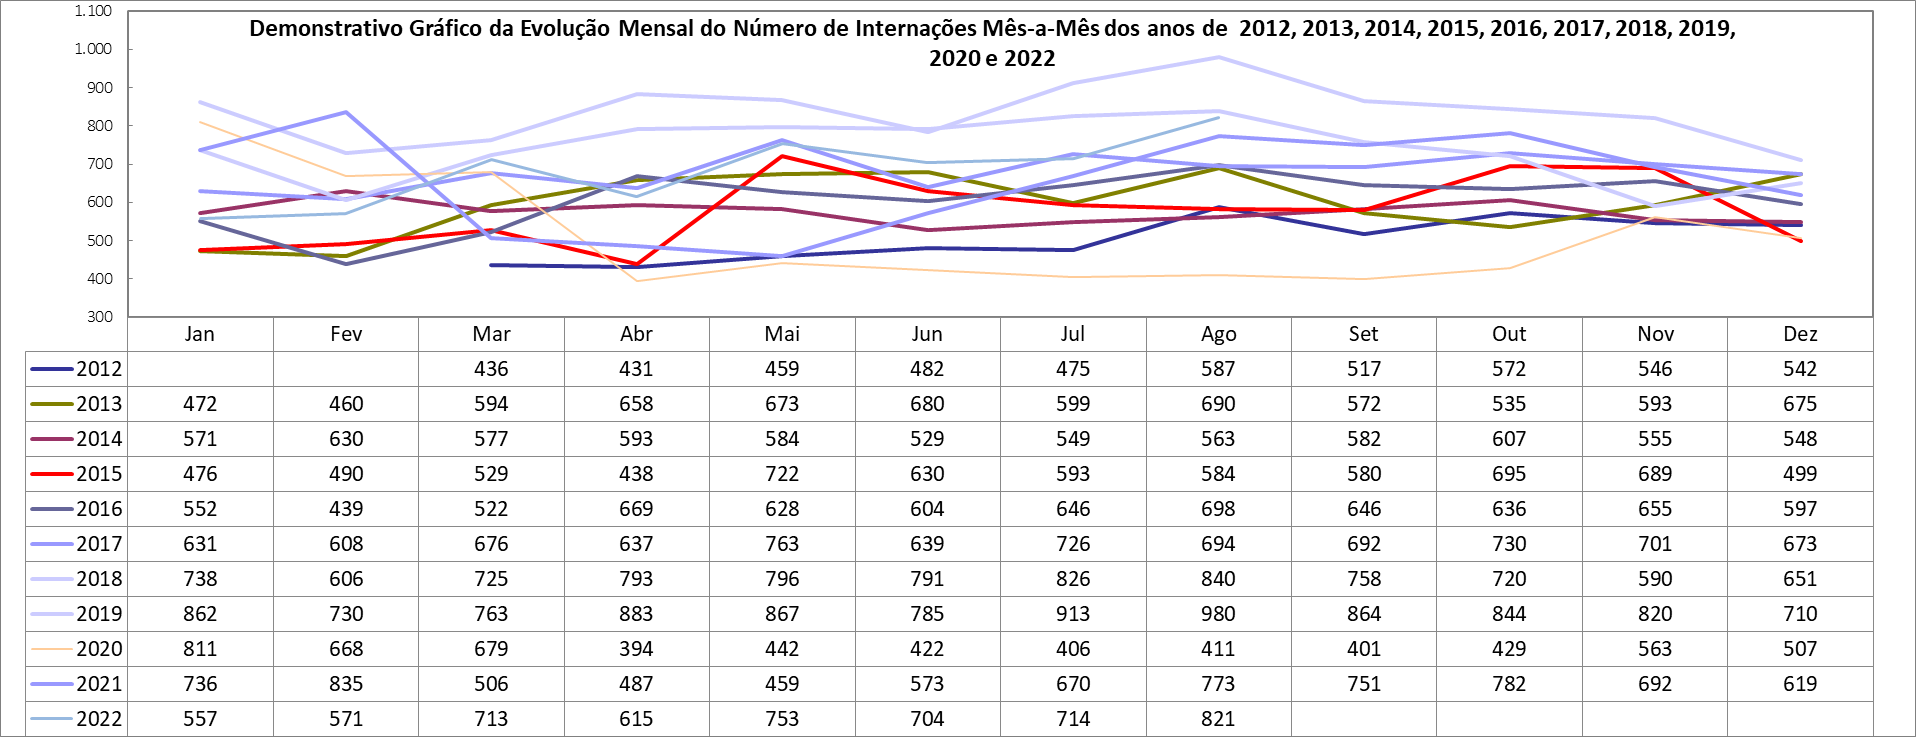 Demonstrativo Gráfico da Evolução Mensal do Número de Internações Mês-a-Mês dos anos de 2012, 2013, 2014, 2015, 2016, 2017, 2018, 2019,
2020 e 2022
1.100
1.000
900
800
700
600
500
400
300
Jan Fev Mar Abr Mai Jun Jul Ago Set Out Nov Dez
2012 436 431 459 482 475 587 517 572 546 542
2013 472 460 594 658 673 680 599 690 572 535 593 675
2014 571 630 577 593 584 529 549 563 582 607 555 548
2015 476 490 529 438 722 630 593 584 580 695 689 499
2016 552 439 522 669 628 604 646 698 646 636 655 597
2017 631 608 676 637 763 639 726 694 692 730 701 673
2018 738 606 725 793 796 791 826 840 758 720 590 651
2019 862 730 763 883 867 785 913 980 864 844 820 710
2020 811 668 679 394 442 422 406 411 401 429 563 507
2021 736 835 506 487 459 573 670 773 751 782 692 619
2022 557 571 713 615 753 704 714 821